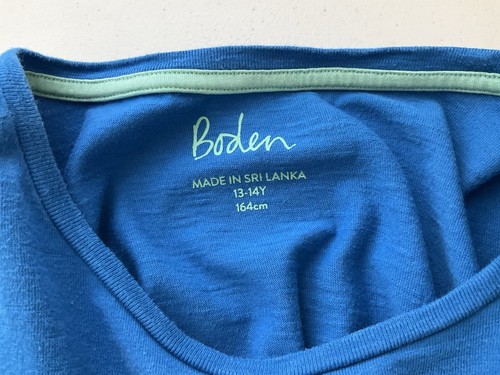 Boden
MADE IN SRI LANKA
13-14Y
164cm